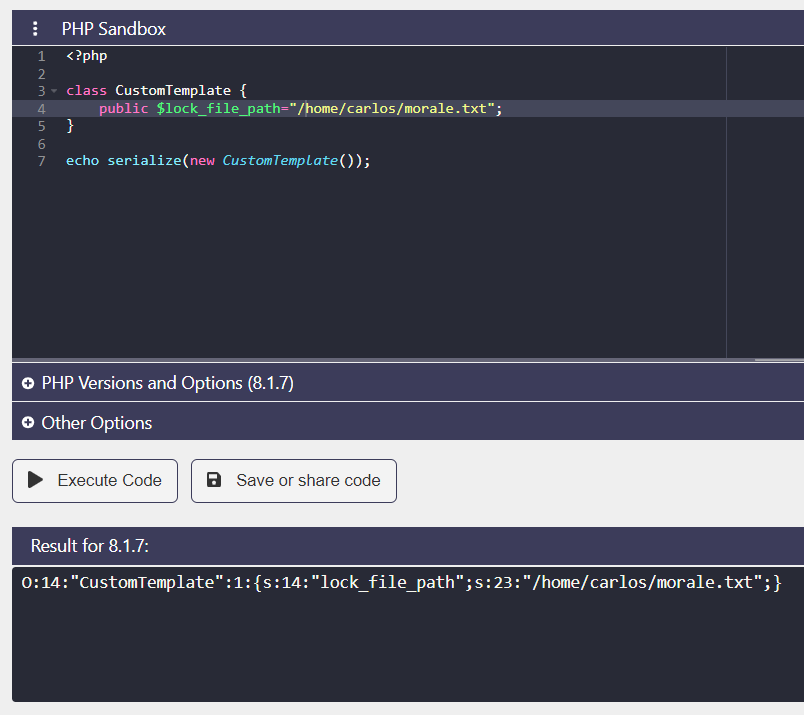 PHP Sandbox
1 <?php
2
3 class CustomTemplate {
4 public $lock_file_path="/home/carlos/morale.txt";
5 }
6
7 echo serialize(new CustomTemplate());
PHP Versions and Options (8.1.7)
Other Options
Execute Code Save or share code
Result for 8.1.7:
O:14:"CustomTemplate":1:{s:14:"lock_file_path";s:23:"/home/carlos/morale.txt";}